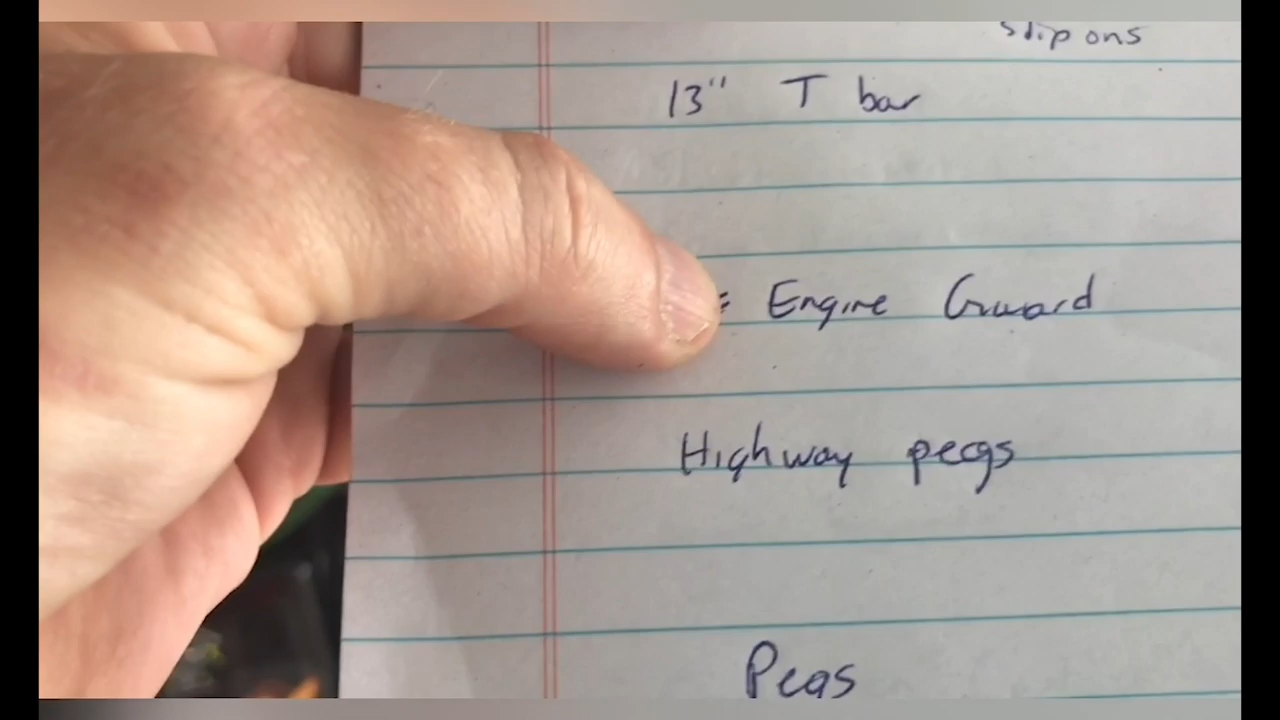 slip ons
13" T bar
= Engine Guard
Highway pegs
Pegs